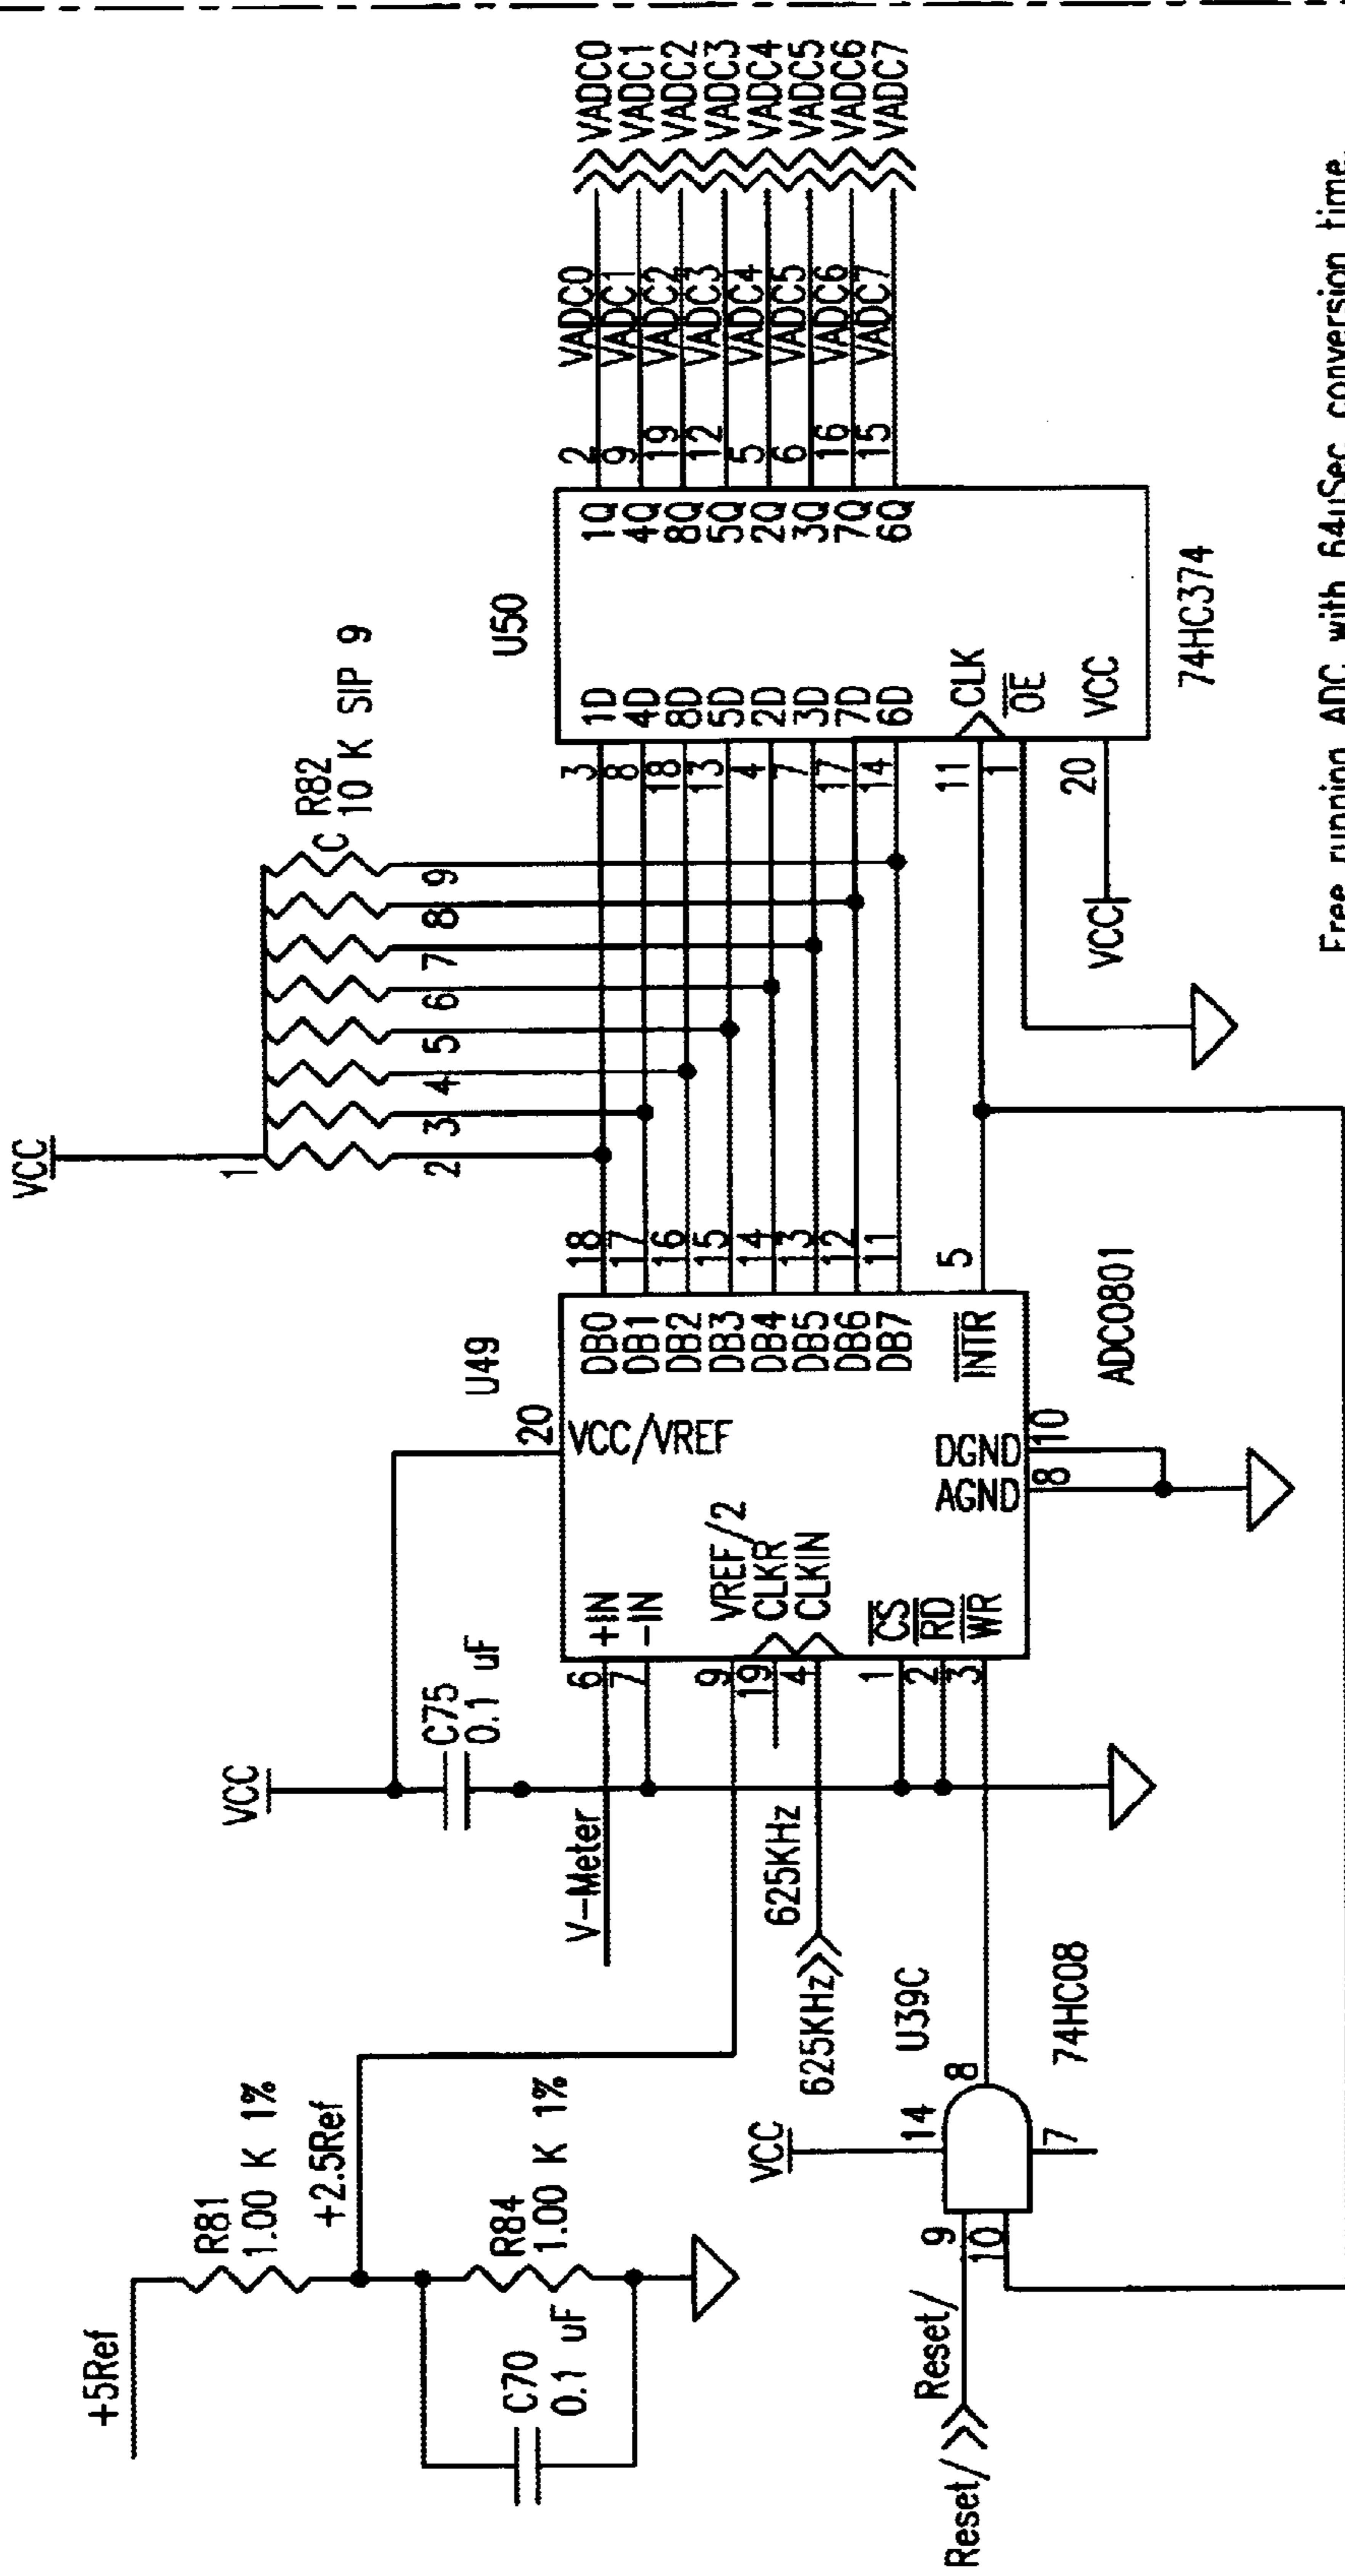 VCC
1
R82
C 10 K SIP 9
2 3 4 5 6 7 8 9
+5Ref
R81
1.00 K 1%
+2.5Ref
R84
1.00 K 1%
C70
0.1 uF
VCC
C75
0.1 uF
V-Meter
625KHz
625KHz
Reset/
Reset/
9
10
VCC
14
8
7
U39C
74HC08
U49
20
VCC/VREF
6 +IN
7 -IN
9 VREF/2
19 CLKR
4 CLKIN
1 CS
2 RD
3 WR
DB0 18
DB1 17
DB2 16
DB3 15
DB4 14
DB5 13
DB6 12
DB7 11
INTR 5
DGND 10
AGND 8
ADC0801
U50
3 1D
8 4D
18 8D
13 5D
4 2D
7 3D
17 7D
14 6D
11 CLK
1 OE
20 VCC
VCC
1Q 2 VADC0 VADC0
4Q 9 VADC1 VADC1
8Q 19 VADC2 VADC2
5Q 12 VADC3 VADC3
2Q 5 VADC4 VADC4
3Q 6 VADC5 VADC5
7Q 16 VADC6 VADC6
6Q 15 VADC7 VADC7
74HC374
Free running ADC with 64uSec conversion time.